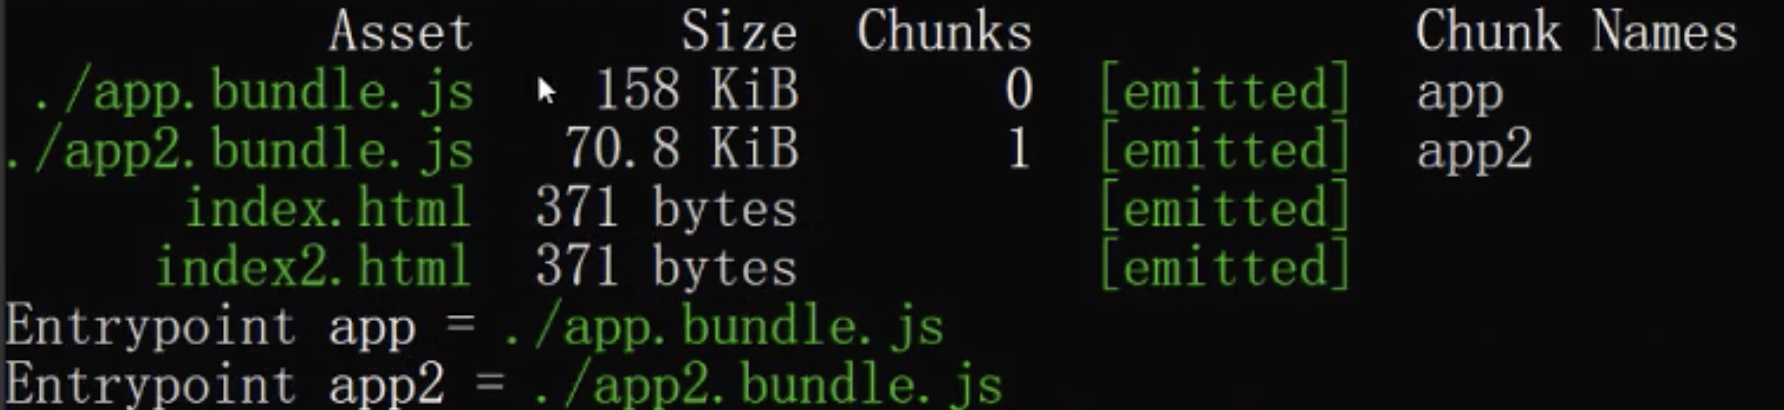 Asset Size Chunks Chunk Names
./app.bundle.js 158 KiB 0 [emitted] app
./app2.bundle.js 70.8 KiB 1 [emitted] app2
index.html 371 bytes [emitted]
index2.html 371 bytes [emitted]
Entrypoint app = ./app.bundle.js
Entrypoint app2 = ./app2.bundle.js